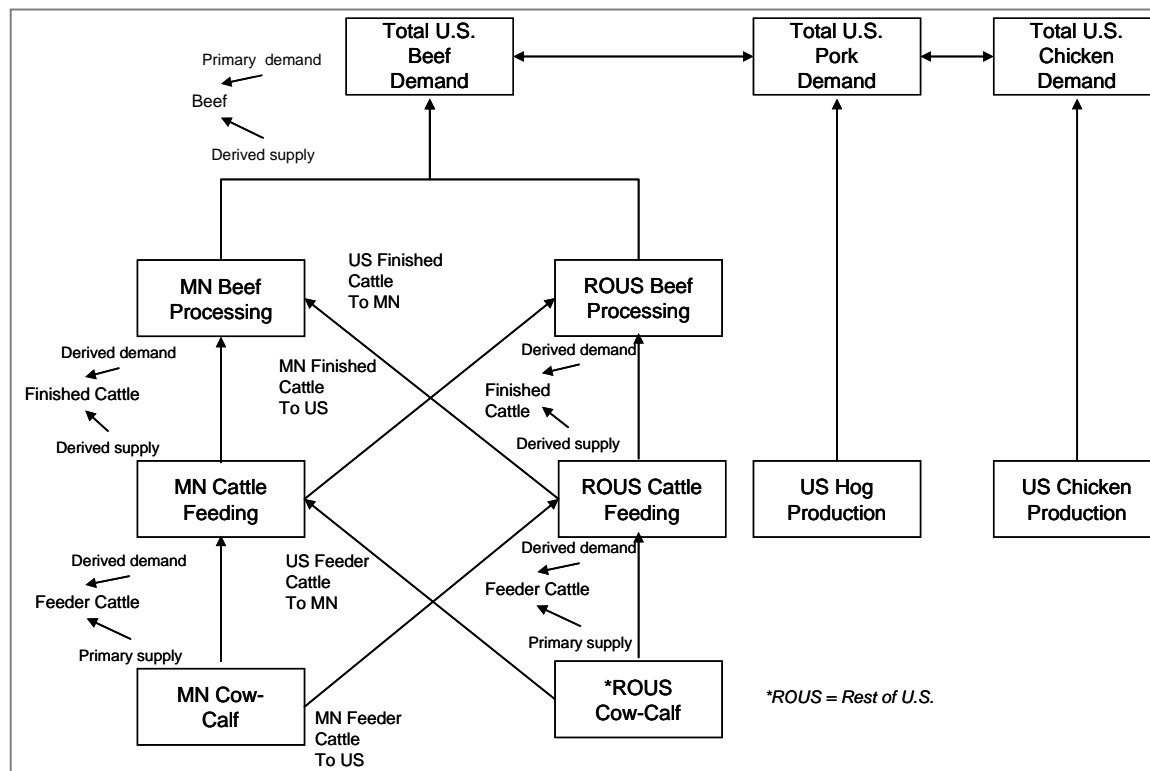 Total U.S.
Beef
Demand
Total U.S.
Pork
Demand
Total U.S.
Chicken
Demand
Primary demand
Beef
Derived supply
MN Beef
Processing
US Finished
Cattle
To MN
ROUS Beef
Processing
Derived demand
Finished Cattle
Derived supply
MN Finished
Cattle
To US
Derived demand
Finished
Cattle
Derived supply
MN Cattle
Feeding
ROUS Cattle
Feeding
US Hog
Production
US Chicken
Production
Derived demand
Feeder Cattle
Primary supply
US Feeder
Cattle
To MN
Derived demand
Feeder Cattle
Primary supply
MN Cow-
Calf
MN Feeder
Cattle
To US
*ROUS
Cow-Calf
*ROUS = Rest of U.S.